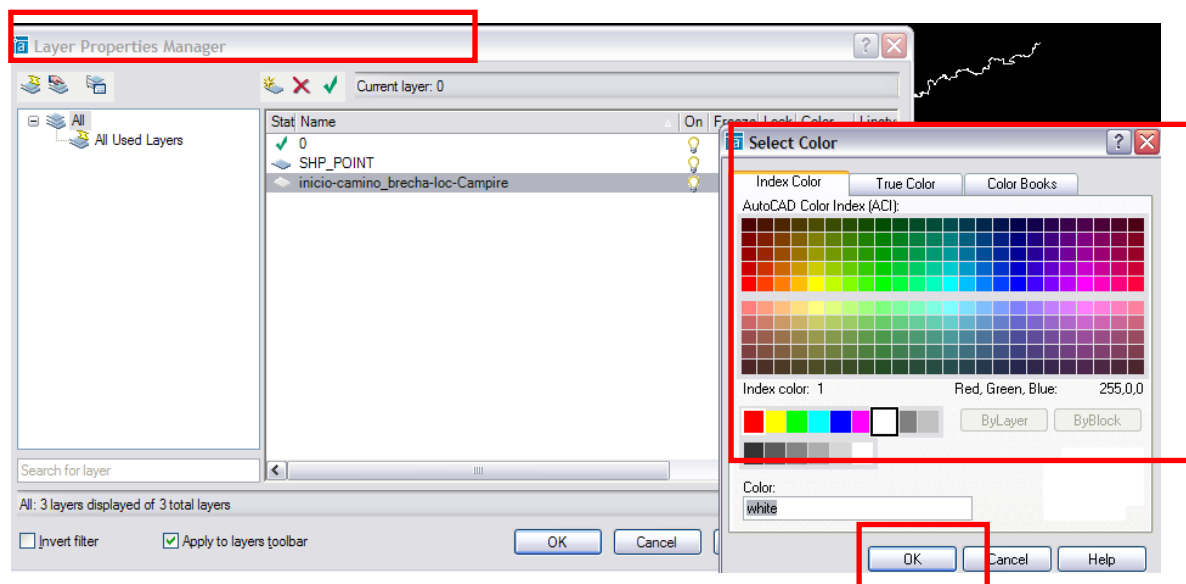 Layer Properties Manager
Current layer: 0
All
All Used Layers
Stat Name On Freeze Lock Color
0
SHP_POINT
inicio-camino_brecha-loc-Campire
Search for layer
All: 3 layers displayed of 3 total layers
Invert filter
Apply to layers toolbar
OK
Cancel
Select Color
Index Color
True Color
Color Books
AutoCAD Color Index (ACI):
Index color: 1
Red, Green, Blue: 255,0,0
ByLayer
ByBlock
Color:
white
OK
Cancel
Help